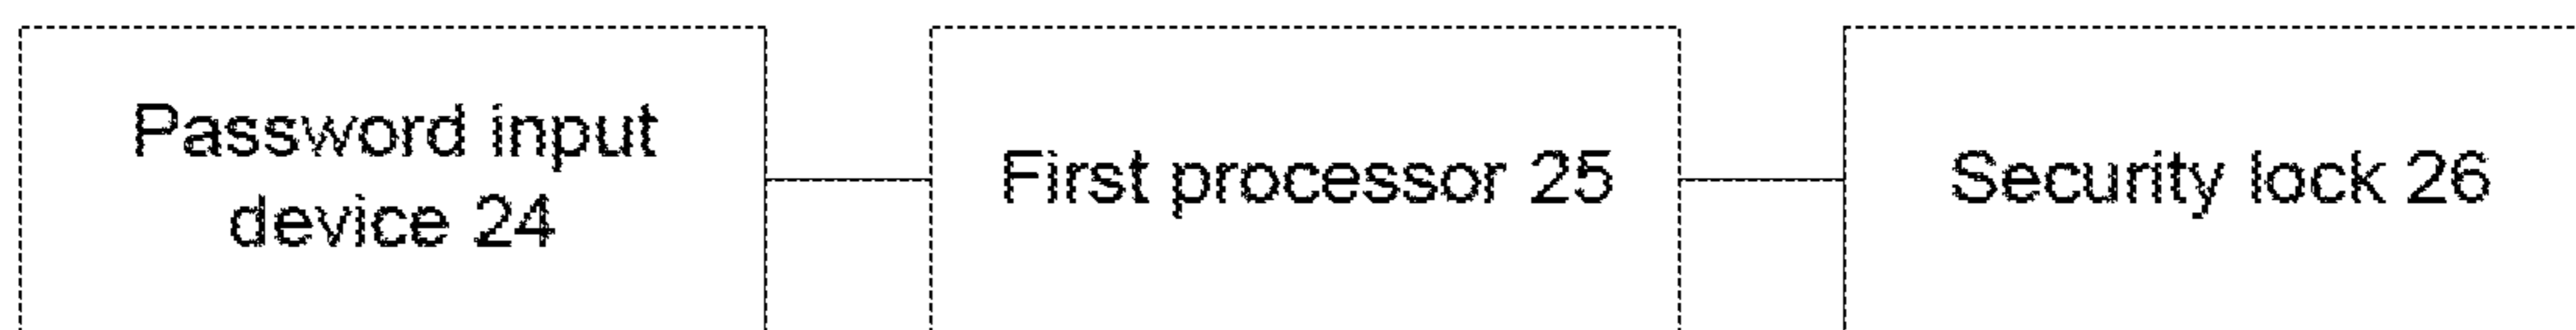 Password input
device 24
First processor 25
Security lock 26